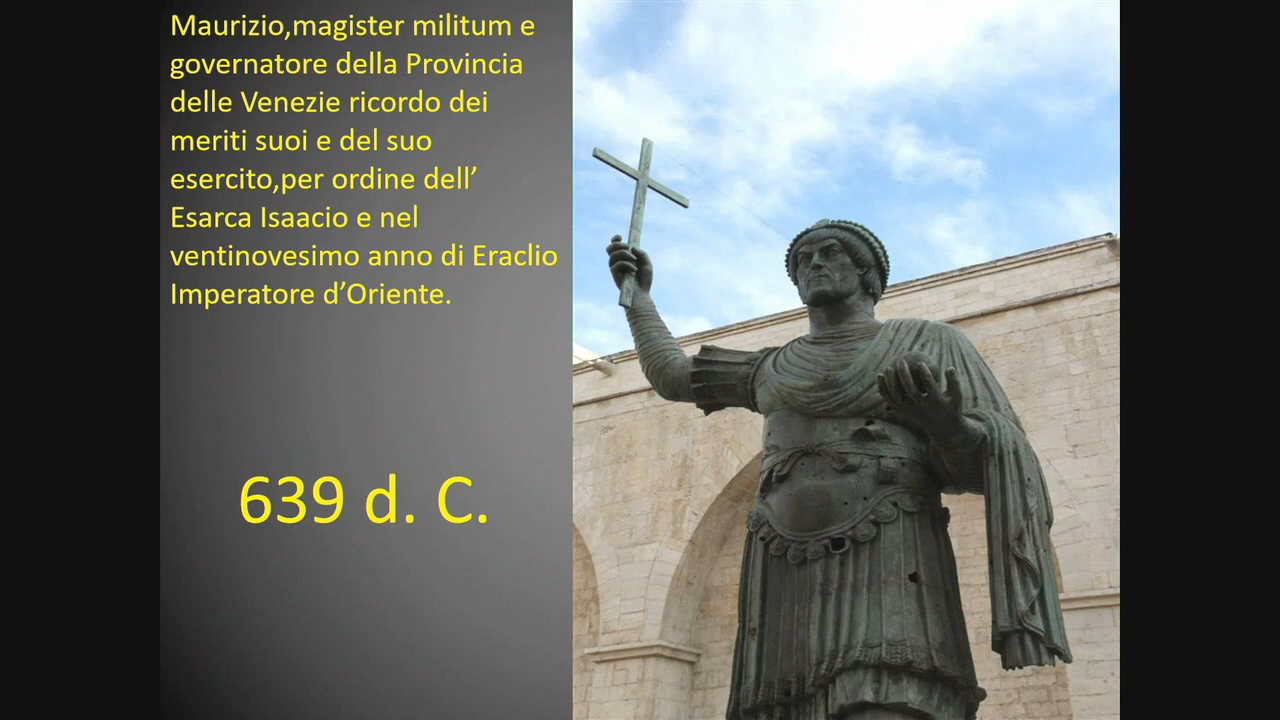 Maurizio,magister militum e
governatore della Provincia
delle Venezie ricordo dei
meriti suoi e del suo
esercito,per ordine dell’
Esarca Isaacio e nel
ventinovesimo anno di Eraclio
Imperatore d’Oriente.
639 d. C.